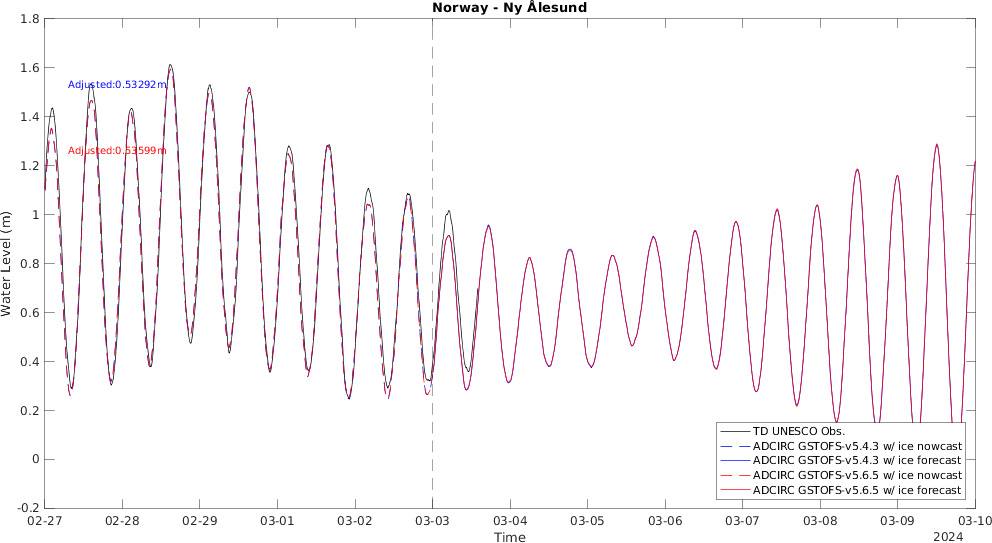 Norway - Ny Ålesund
1.8
1.6
1.4
1.2
1
0.8
0.6
0.4
0.2
0
-0.2
Water Level (m)
Adjusted:0.53292m
Adjusted:0.53599m
TD UNESCO Obs.
ADCIRC GSTOFS-v5.4.3 w/ ice nowcast
ADCIRC GSTOFS-v5.4.3 w/ ice forecast
ADCIRC GSTOFS-v5.6.5 w/ ice nowcast
ADCIRC GSTOFS-v5.6.5 w/ ice forecast
02-27 02-28 02-29 03-01 03-02 03-03 03-04 03-05 03-06 03-07 03-08 03-09 03-10
Time
2024